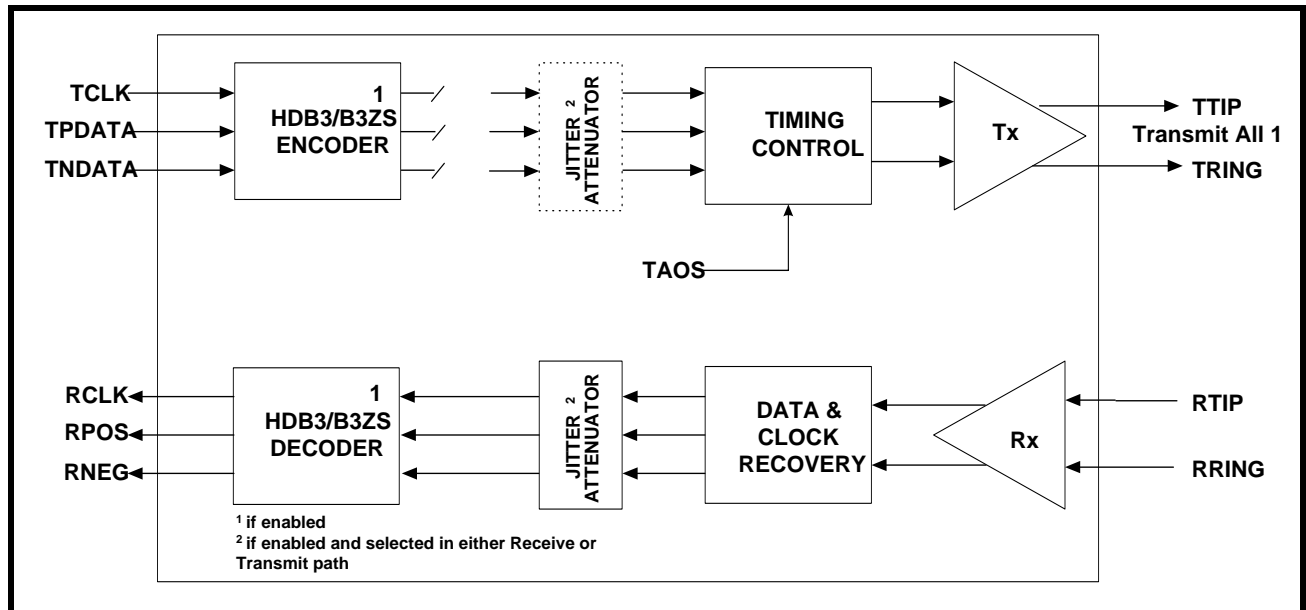 TCLK
TPDATA
TNDATA
1
HDB3/B3ZS
ENCODER
JITTER 2
ATTENUATOR
TIMING
CONTROL
Tx
TTIP
Transmit All 1
TRING
TAOS
RCLK
RPOS
RNEG
1
HDB3/B3ZS
DECODER
JITTER 2
ATTENUATOR
DATA &
CLOCK
RECOVERY
Rx
RTIP
RRING
1 if enabled
2 if enabled and selected in either Receive or
Transmit path